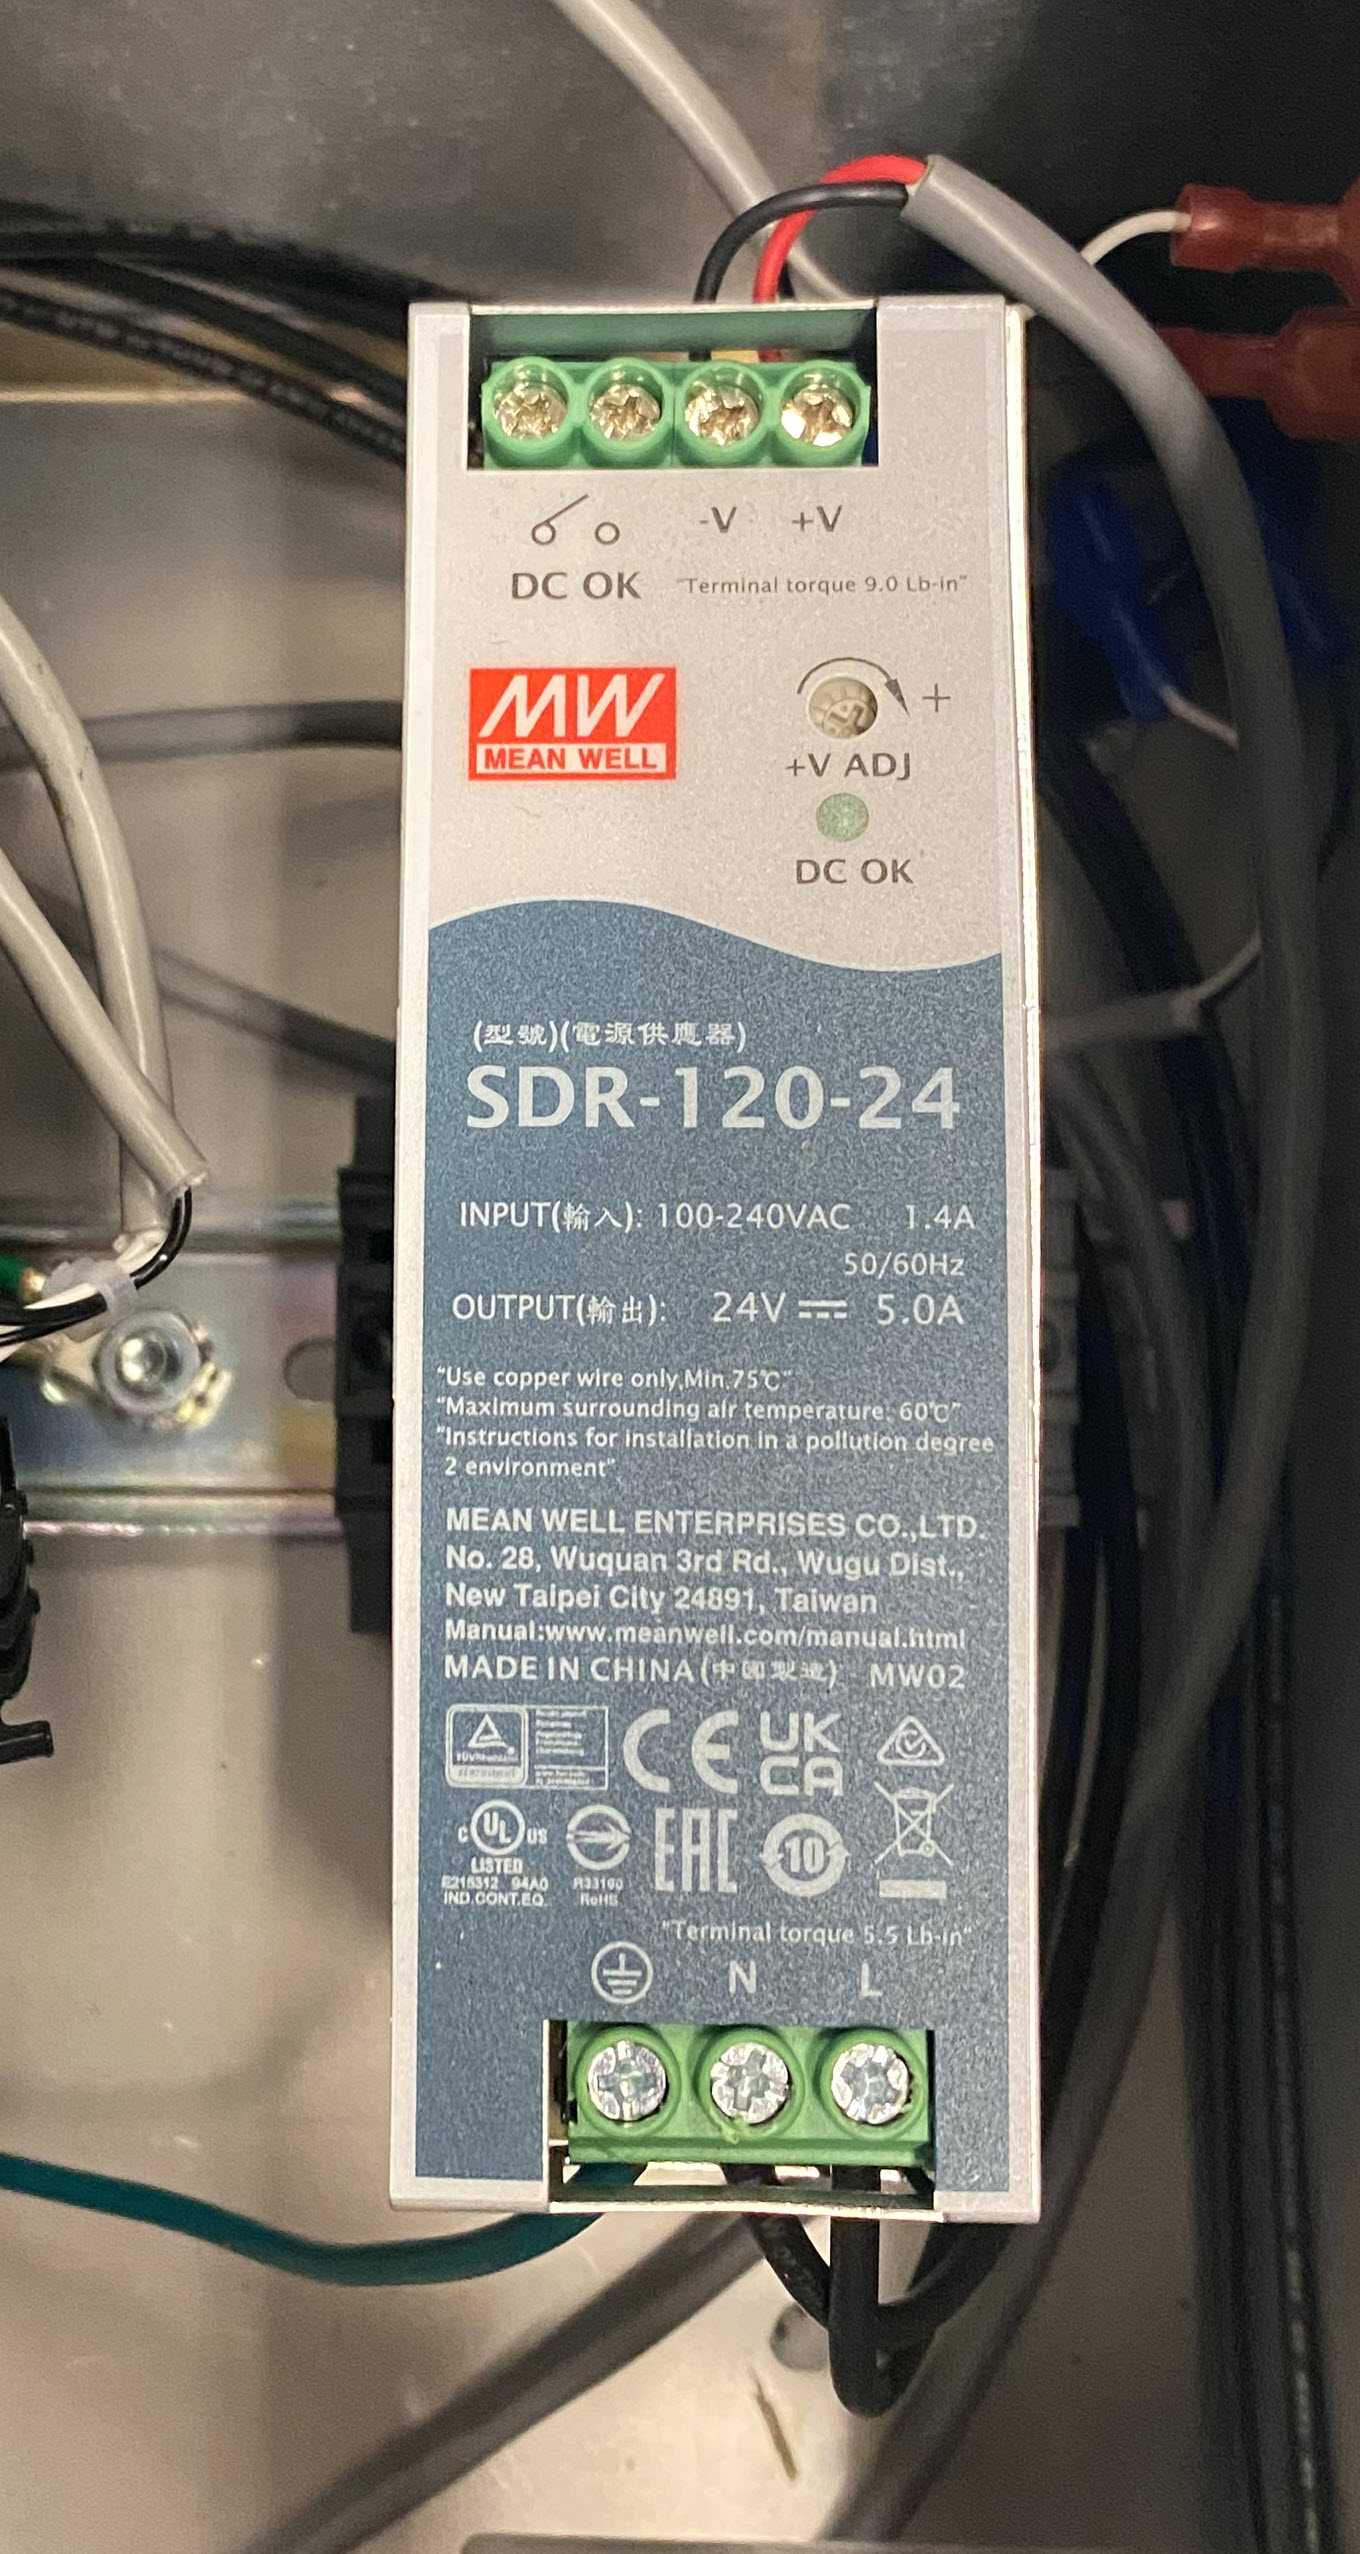 -V +V
DC OK "Terminal torque 9.0 Lb-in"
MW
MEAN WELL
+
+V ADJ
DC OK
(型號)(電源供應器)
SDR-120-24
INPUT(輸入): 100-240VAC 1.4A
50/60Hz
OUTPUT(輸出): 24V 5.0A
"Use copper wire only,Min.75℃"
"Maximum surrounding air temperature: 60℃"
"Instructions for installation in a pollution degree
2 environment"
MEAN WELL ENTERPRISES CO.,LTD.
No. 28, Wuquan 3rd Rd., Wugu Dist.,
New Taipei City 24891, Taiwan
Manual:www.meanwell.com/manual.html
MADE IN CHINA(中國製造) MW02
CE UK
CA
c UL us
LISTED
E215312 94A0
IND.CONT.EQ.
R33100
RoHS
EAC
10
"Terminal torque 5.5 Lb-in"
N L